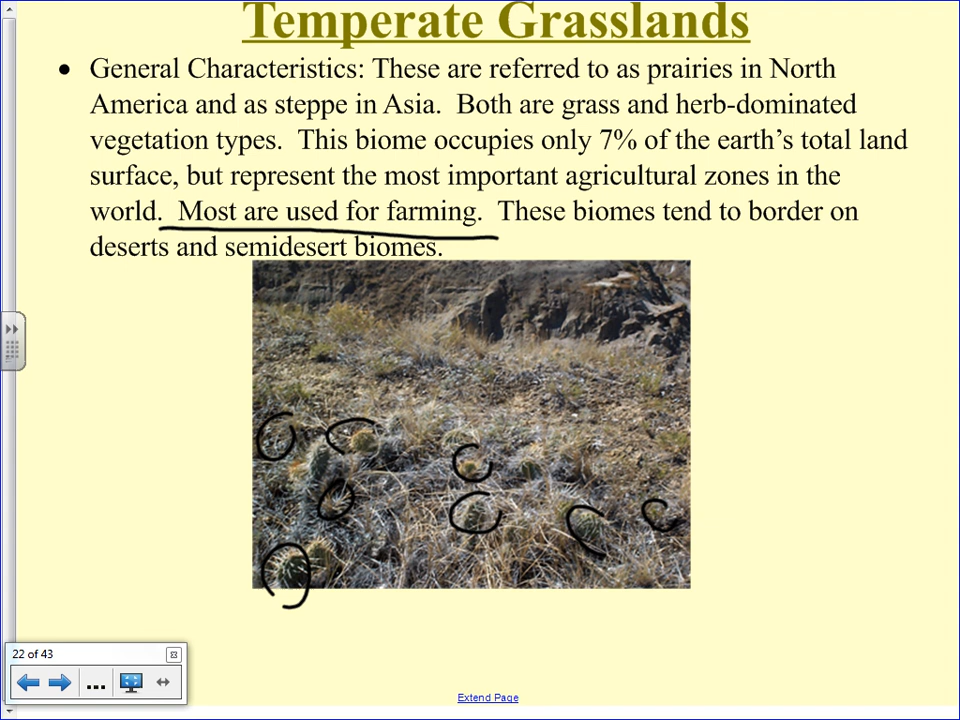 Temperate Grasslands
• General Characteristics: These are referred to as prairies in North
America and as steppe in Asia.  Both are grass and herb-dominated
vegetation types.  This biome occupies only 7% of the earth’s total land
surface, but represent the most important agricultural zones in the
world.  Most are used for farming.  These biomes tend to border on
deserts and semidesert biomes.
22 of 43
...
Extend Page